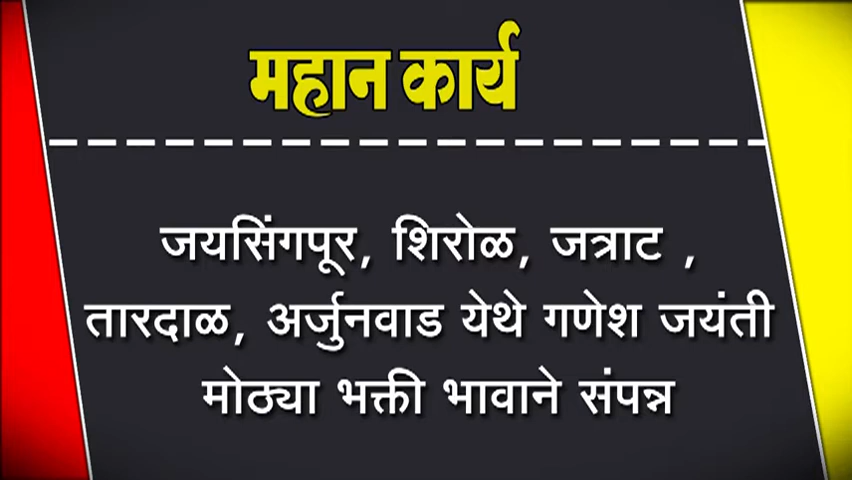 महान कार्य
जयसिंगपूर, शिरोळ, जत्राट ,
तारदाळ, अर्जुनवाड येथे गणेश जयंती
मोठ्या भक्ती भावाने संपन्न